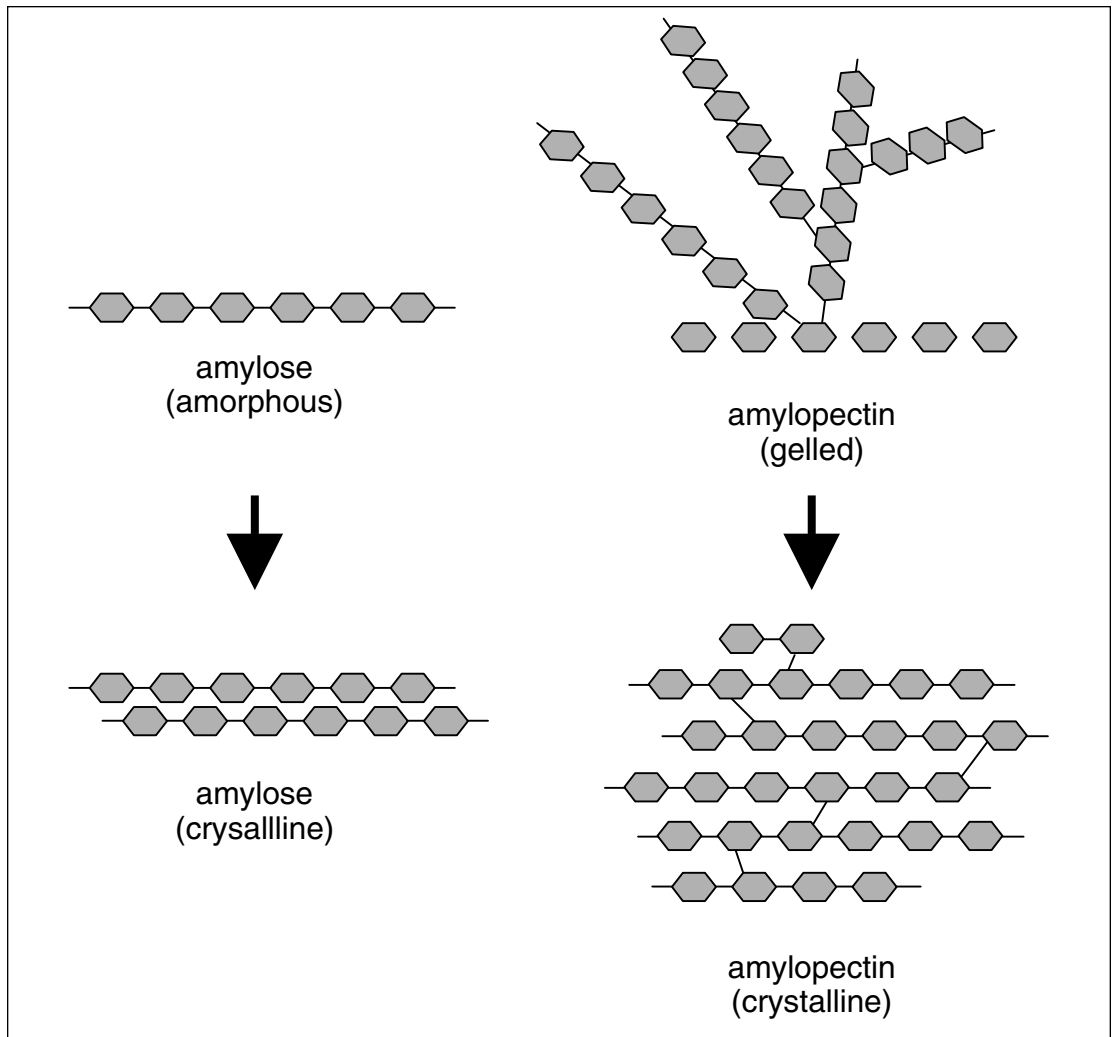 amylose
(amorphous)
amylopectin
(gelled)
amylose
(crysallline)
amylopectin
(crystalline)